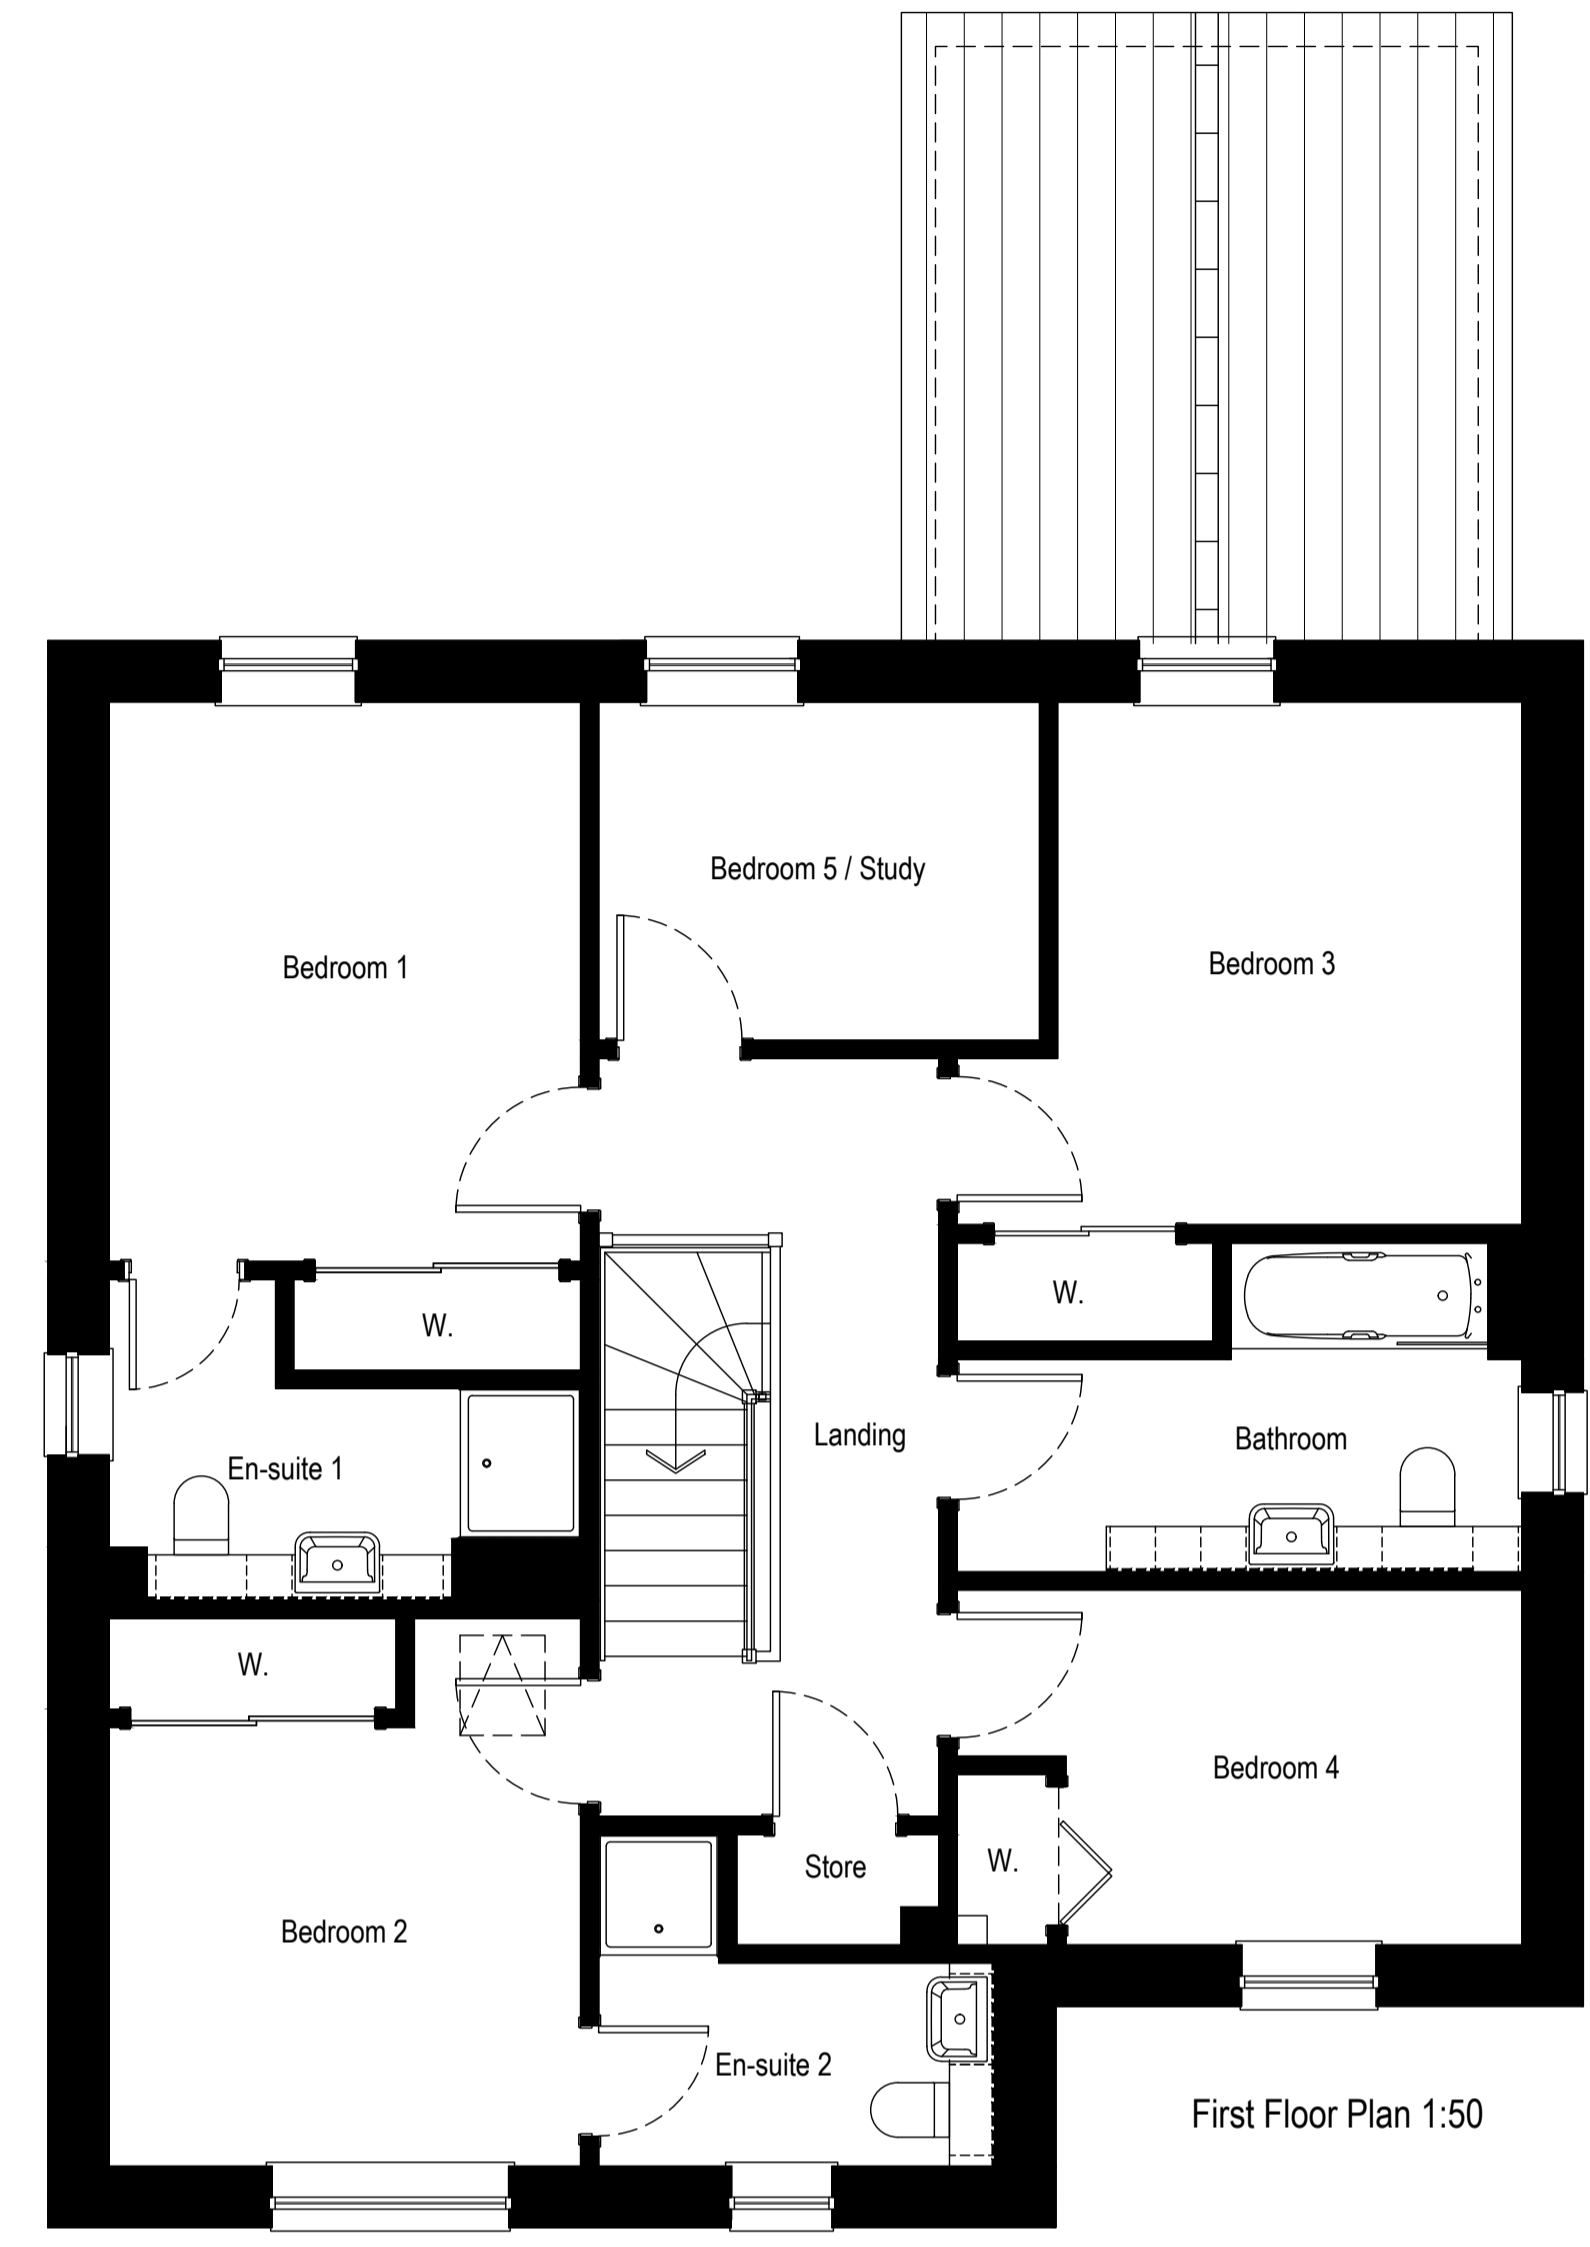 Bedroom 5 / Study
Bedroom 1
Bedroom 3
W.
W.
Landing
Bathroom
En-suite 1
W.
Bedroom 4
Store
W.
Bedroom 2
En-suite 2
First Floor Plan 1:50